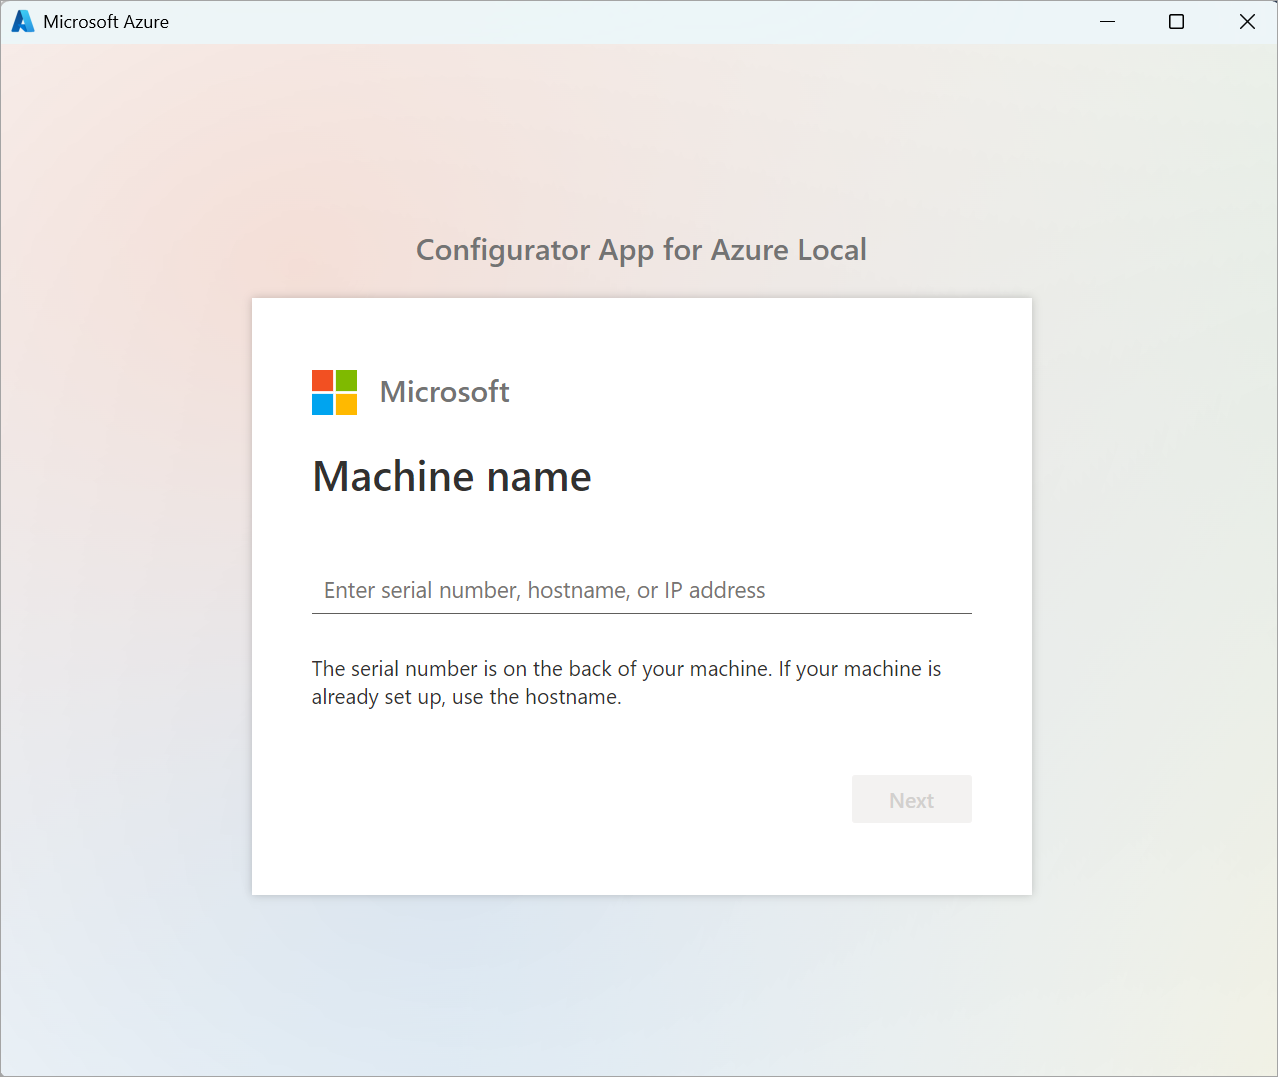 Microsoft Azure
Configurator App for Azure Local
Microsoft
Machine name
Enter serial number, hostname, or IP address
The serial number is on the back of your machine. If your machine is
already set up, use the hostname.
Next